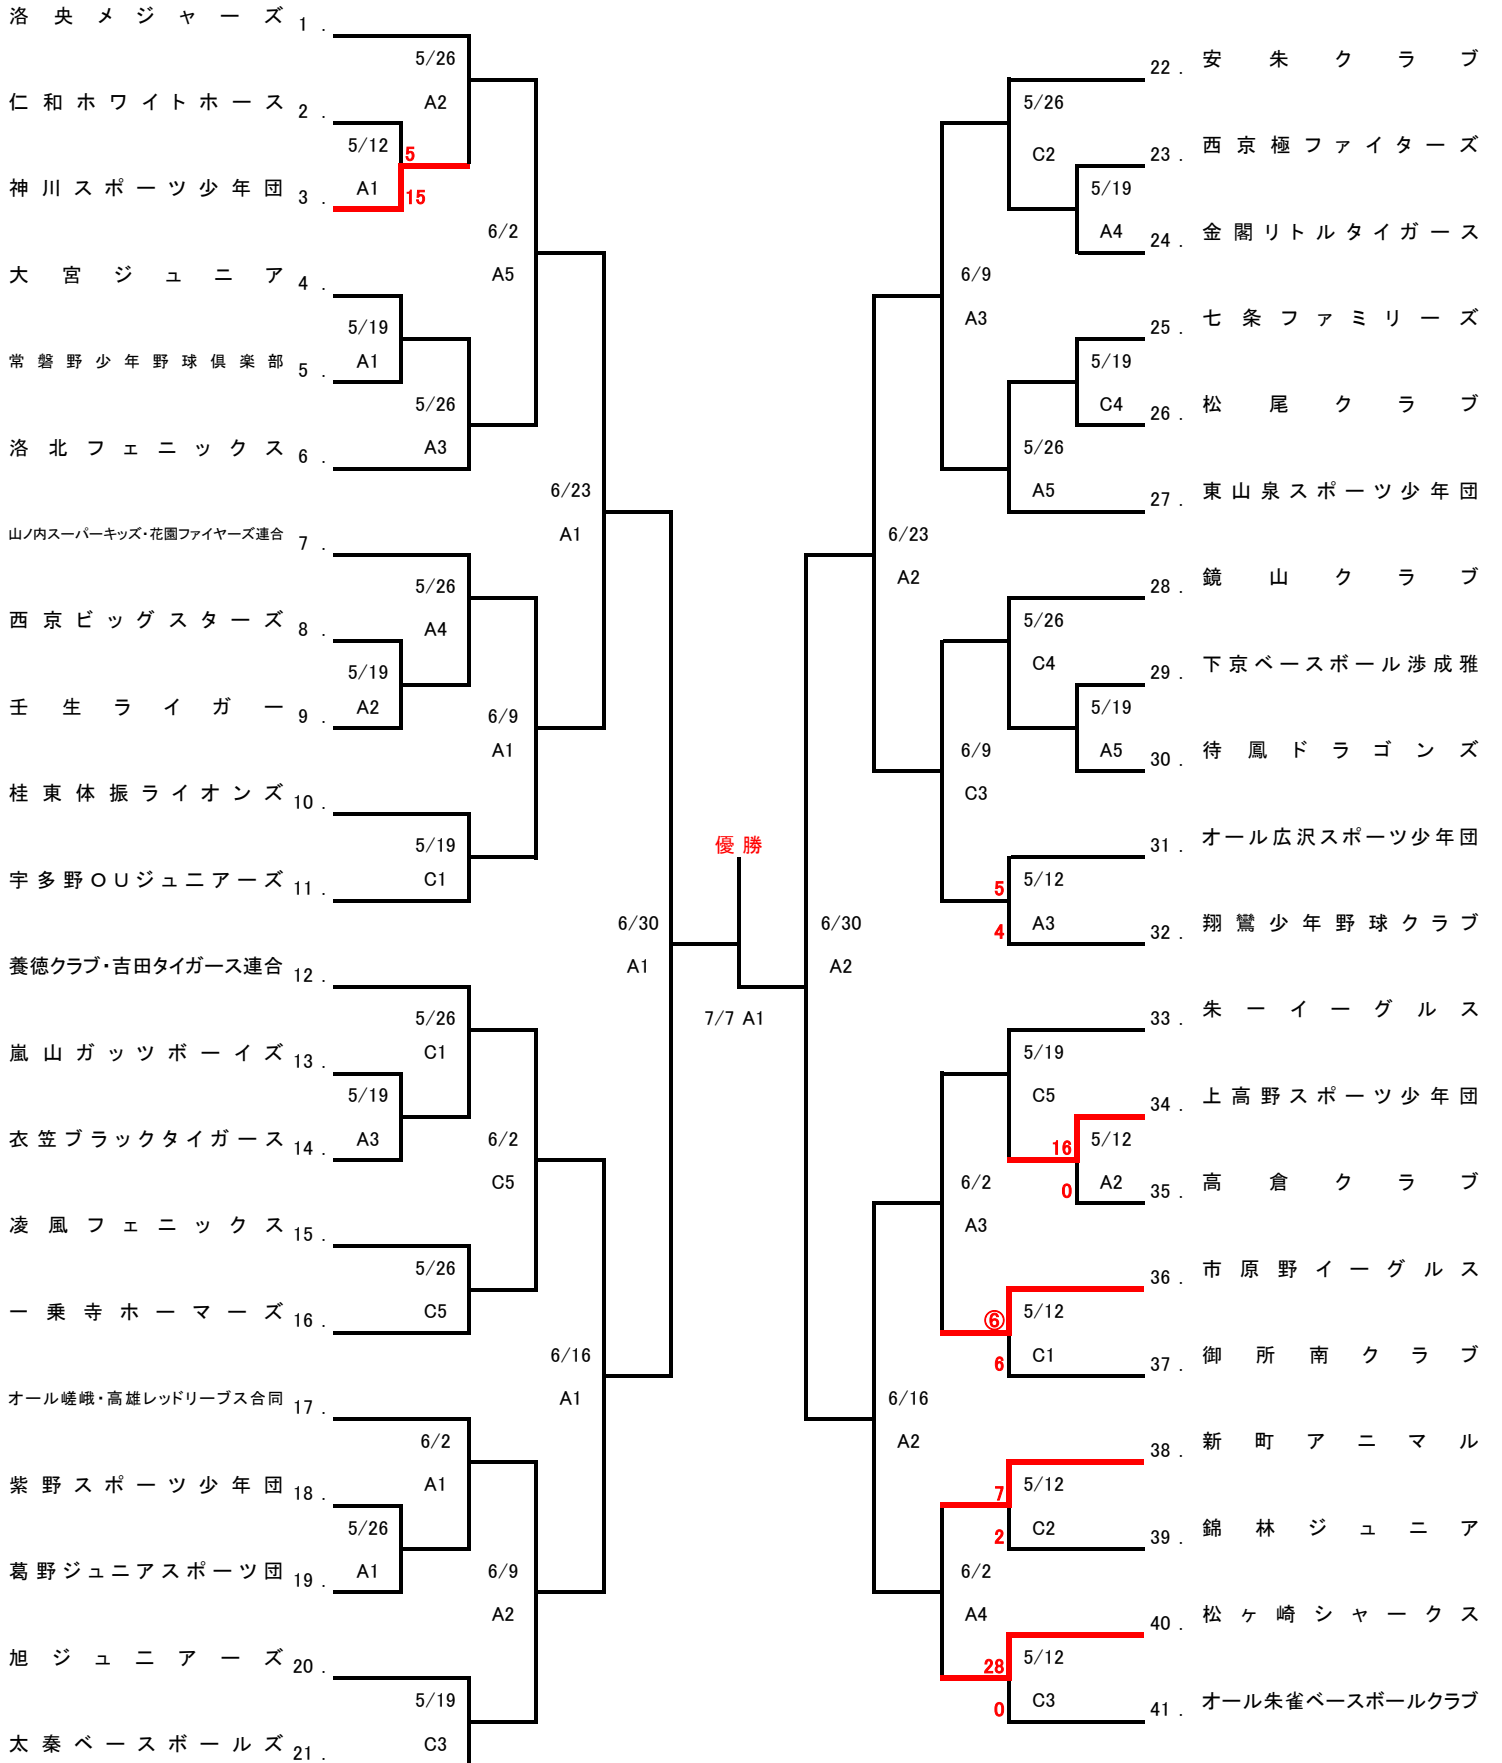 洛央メジャーズ 1 .
5/26
A2
仁和ホワイトホース 2 .
5/12
A1
5
15
神川スポーツ少年団 3 .
6/2
A5
大宮ジュニア 4 .
5/19
A1
常磐野少年野球倶楽部 5 .
5/26
A3
洛北フェニックス 6 .
6/23
A1
山ノ内スーパーキッズ・花園ファイヤーズ連合 7 .
5/26
A4
西京ビッグスターズ 8 .
5/19
A2
壬生ライガー 9 .
6/9
A1
桂東体振ライオンズ 10 .
5/19
C1
宇多野OUジュニアーズ 11 .
6/30
A1
養徳クラブ・吉田タイガース連合 12 .
5/26
C1
嵐山ガッツボーイズ 13 .
5/19
A3
衣笠ブラックタイガース 14 .
6/2
C5
凌風フェニックス 15 .
5/26
C5
一乗寺ホーマーズ 16 .
6/16
A1
オール嵯峨・高雄レッドリーブス合同 17 .
6/2
A1
紫野スポーツ少年団 18 .
5/26
A1
葛野ジュニアスポーツ団 19 .
6/9
A2
旭ジュニアーズ 20 .
5/19
C3
太秦ベースボールズ 21 .
優勝
7/7 A1
22 . 安朱クラブ
5/26
C2
23 . 西京極ファイターズ
5/19
A4
24 . 金閣リトルタイガース
6/9
A3
25 . 七条ファミリーズ
5/19
C4
26 . 松尾クラブ
5/26
A5
27 . 東山泉スポーツ少年団
6/23
A2
28 . 鏡山クラブ
5/26
C4
29 . 下京ベースボール渉成雅
5/19
A5
30 . 待鳳ドラゴンズ
6/9
C3
31 . オール広沢スポーツ少年団
5
5/12
A3
4
32 . 翔鸞少年野球クラブ
6/30
A2
33 . 朱一イーグルス
5/19
C5
34 . 上高野スポーツ少年団
16
5/12
A2
0
35 . 高倉クラブ
6/2
A3
36 . 市原野イーグルス
⑥
5/12
C1
6
37 . 御所南クラブ
6/16
A2
38 . 新町アニマル
7
5/12
C2
2
39 . 錦林ジュニア
6/2
A4
40 . 松ヶ崎シャークス
28
5/12
C3
0
41 . オール朱雀ベースボールクラブ